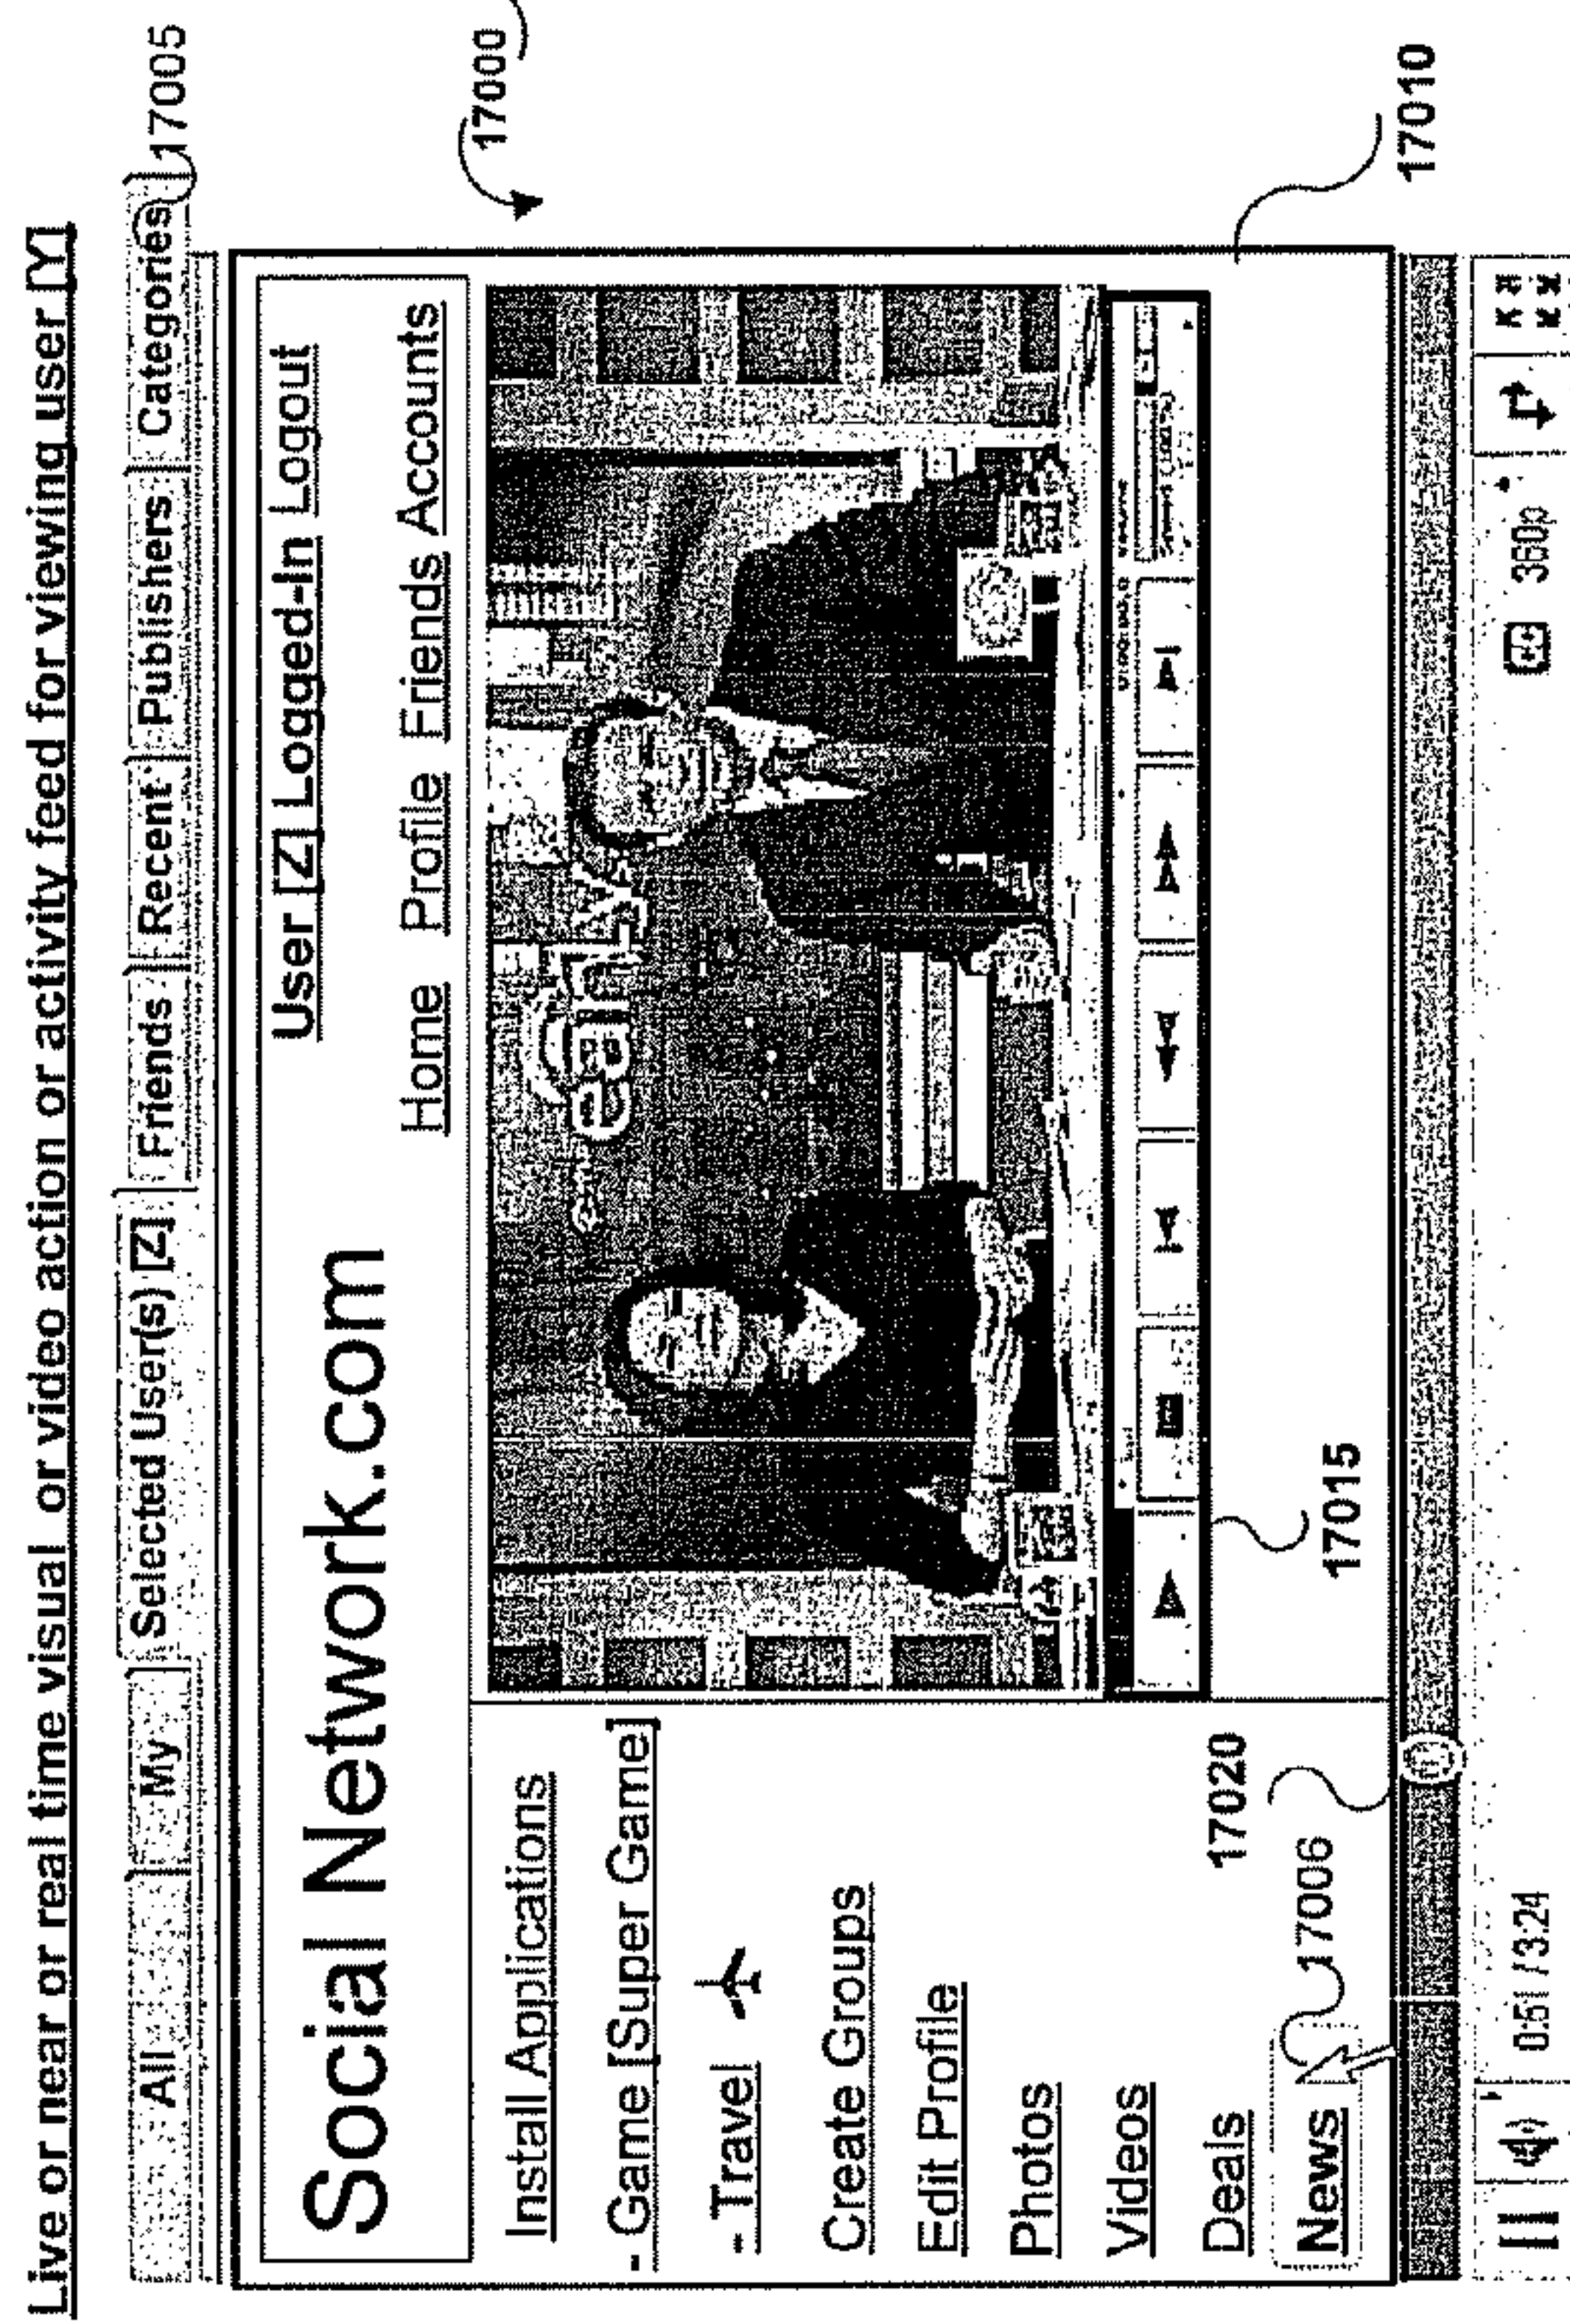 Live or near or real time visual or video action or activity feed for viewing user [Y]
All My Selected User(s) [Z] Friends Recent Publishers Categories 17005
17000
Social Network.com
User [Z] Logged-In Logout
Home Profile Friends Accounts
Install Applications
- Game [Super Game]
- Travel
Create Groups
Edit Profile
Photos
Videos
Deals
News
early
17020
17006
17015
17010
0:51 / 3:24
360p